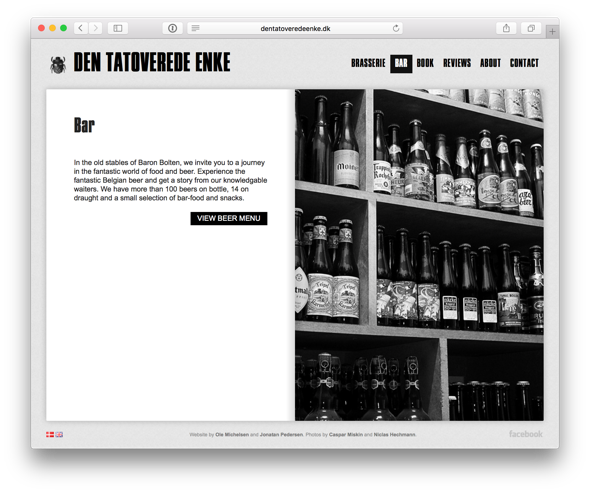 dentatoveredeenke.dk
DEN TATOVEREDE ENKE
BRASSERIE BAR BOOK REVIEWS ABOUT CONTACT
Bar
In the old stables of Baron Bolten, we invite you to a journey
in the fantastic world of food and beer. Experience the
fantastic Belgian beer and get a story from our knowledgable
waiters. We have more than 100 beers on bottle, 14 on
draught and a small selection of bar-food and snacks.
VIEW BEER MENU
Website by Ole Michelsen and Jonatan Pedersen. Photos by Caspar Miskin and Niclas Hechmann.
facebook